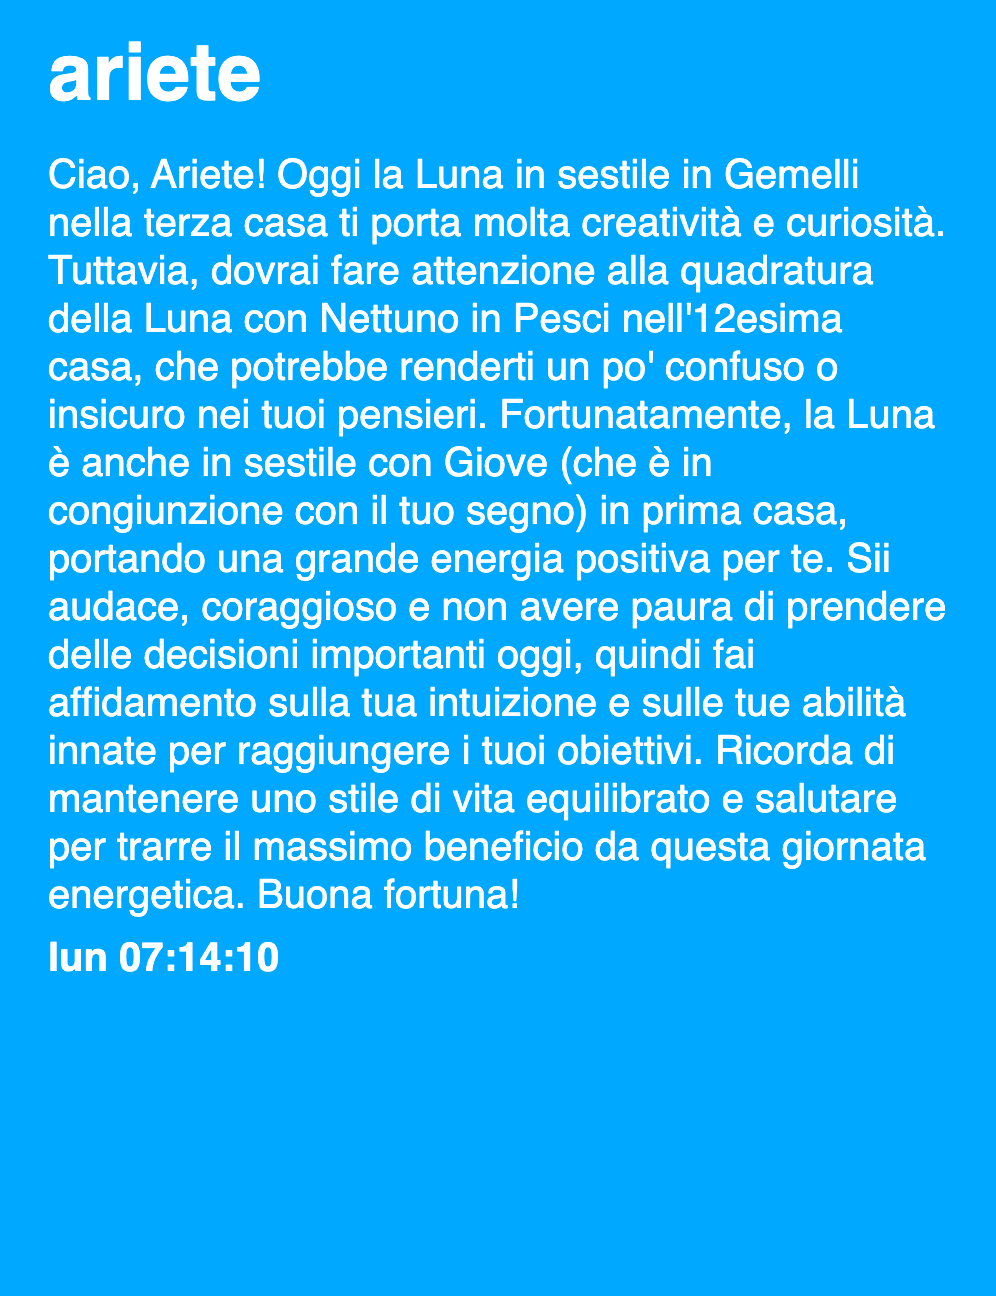 ariete
Ciao, Ariete! Oggi la Luna in sestile in Gemelli
nella terza casa ti porta molta creatività e curiosità.
Tuttavia, dovrai fare attenzione alla quadratura
della Luna con Nettuno in Pesci nell'12esima
casa, che potrebbe renderti un po' confuso o
insicuro nei tuoi pensieri. Fortunatamente, la Luna
è anche in sestile con Giove (che è in
congiunzione con il tuo segno) in prima casa,
portando una grande energia positiva per te. Sii
audace, coraggioso e non avere paura di prendere
delle decisioni importanti oggi, quindi fai
affidamento sulla tua intuizione e sulle tue abilità
innate per raggiungere i tuoi obiettivi. Ricorda di
mantenere uno stile di vita equilibrato e salutare
per trarre il massimo beneficio da questa giornata
energetica. Buona fortuna!
lun 07:14:10